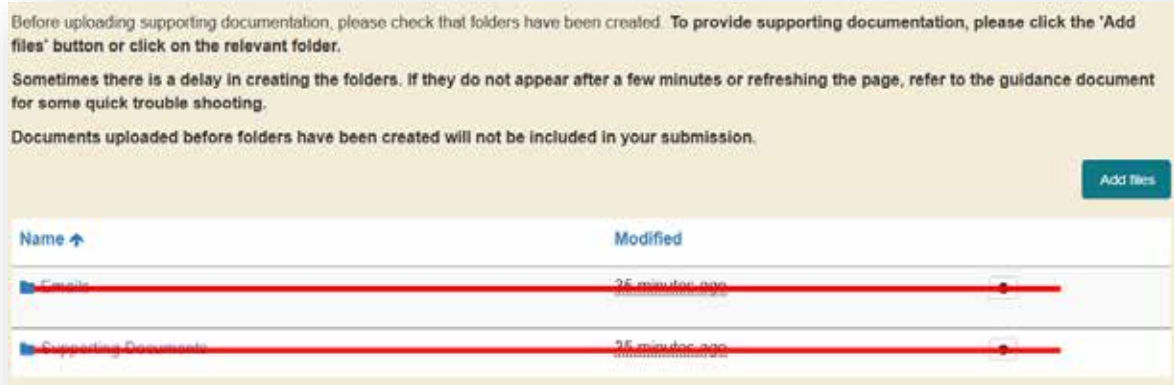 Before uploading supporting documentation, please check that folders have been created. To provide supporting documentation, please click the 'Add
files' button or click on the relevant folder.
Sometimes there is a delay in creating the folders. If they do not appear after a few minutes or refreshing the page, refer to the guidance document
for some quick trouble shooting.
Documents uploaded before folders have been created will not be included in your submission.
Add files
Name Modified
Emails 35 minutes ago
Supporting Documents 35 minutes ago